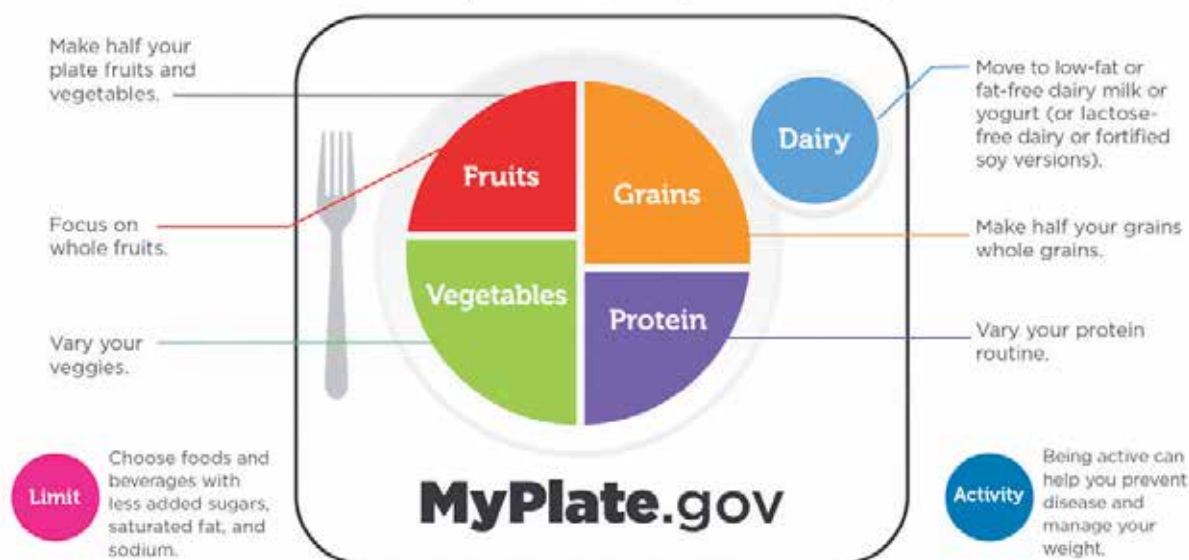 Make half your
plate fruits and
vegetables.
Focus on
whole fruits.
Vary your
veggies.
Fruits
Vegetables
Grains
Protein
Dairy
Move to low-fat or
fat-free dairy milk or
yogurt (or lactose-
free dairy or fortified
soy versions).
Make half your grains
whole grains.
Vary your protein
routine.
Limit
Choose foods and
beverages with
less added sugars,
saturated fat, and
sodium.
MyPlate.gov
Activity
Being active can
help you prevent
disease and
manage your
weight.